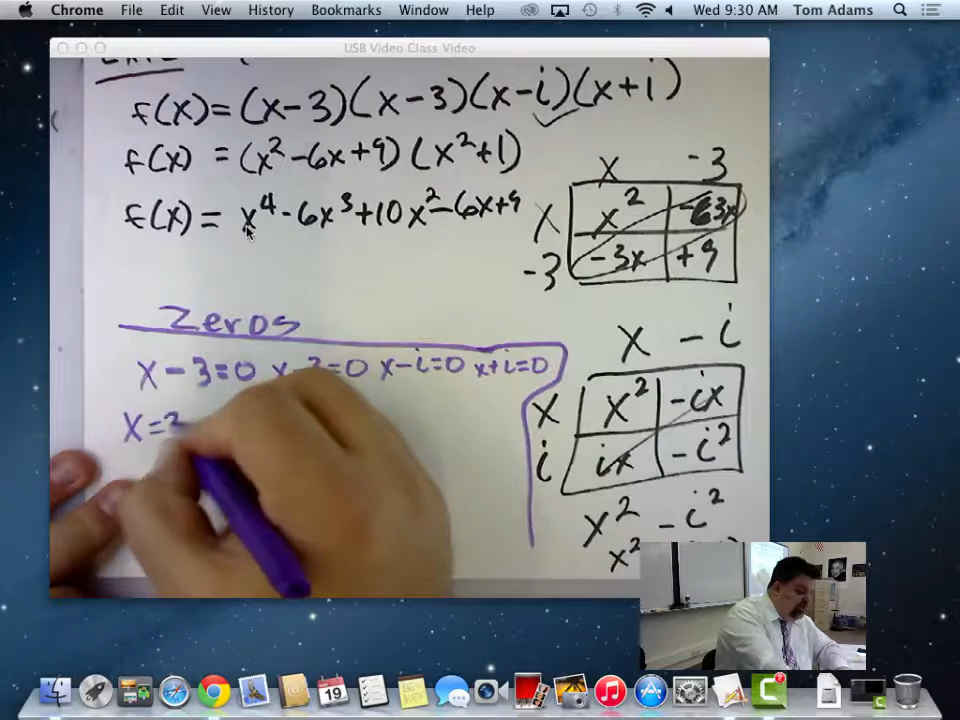 Chrome File Edit View History Bookmarks Window Help Wed 9:30 AM Tom Adams
USB Video Class Video
f(x)=(x-3)(x-3)(x-i)(x+i)
f(x) = (x²-6x+9)(x²+1)
f(x) = x⁴-6x³+10x²-6x+9
x -3
x x² 3x
-3 -3x +9
Zeros
x-3=0 x-3=0 x-i=0 x+i=0
x=3
x -i
x x² -ix
i ix -i²
x² -i²
x²
19